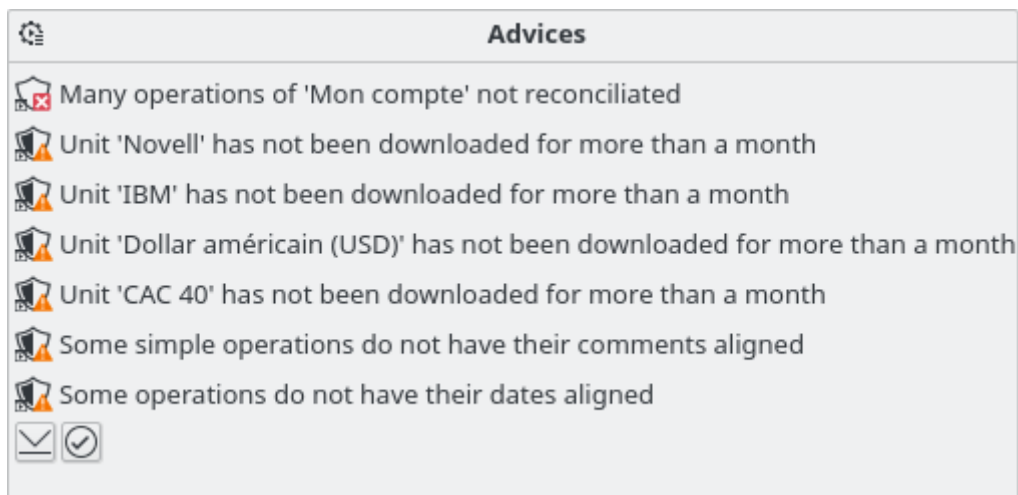 Advices
Many operations of 'Mon compte' not reconciliated
Unit 'Novell' has not been downloaded for more than a month
Unit 'IBM' has not been downloaded for more than a month
Unit 'Dollar américain (USD)' has not been downloaded for more than a month
Unit 'CAC 40' has not been downloaded for more than a month
Some simple operations do not have their comments aligned
Some operations do not have their dates aligned